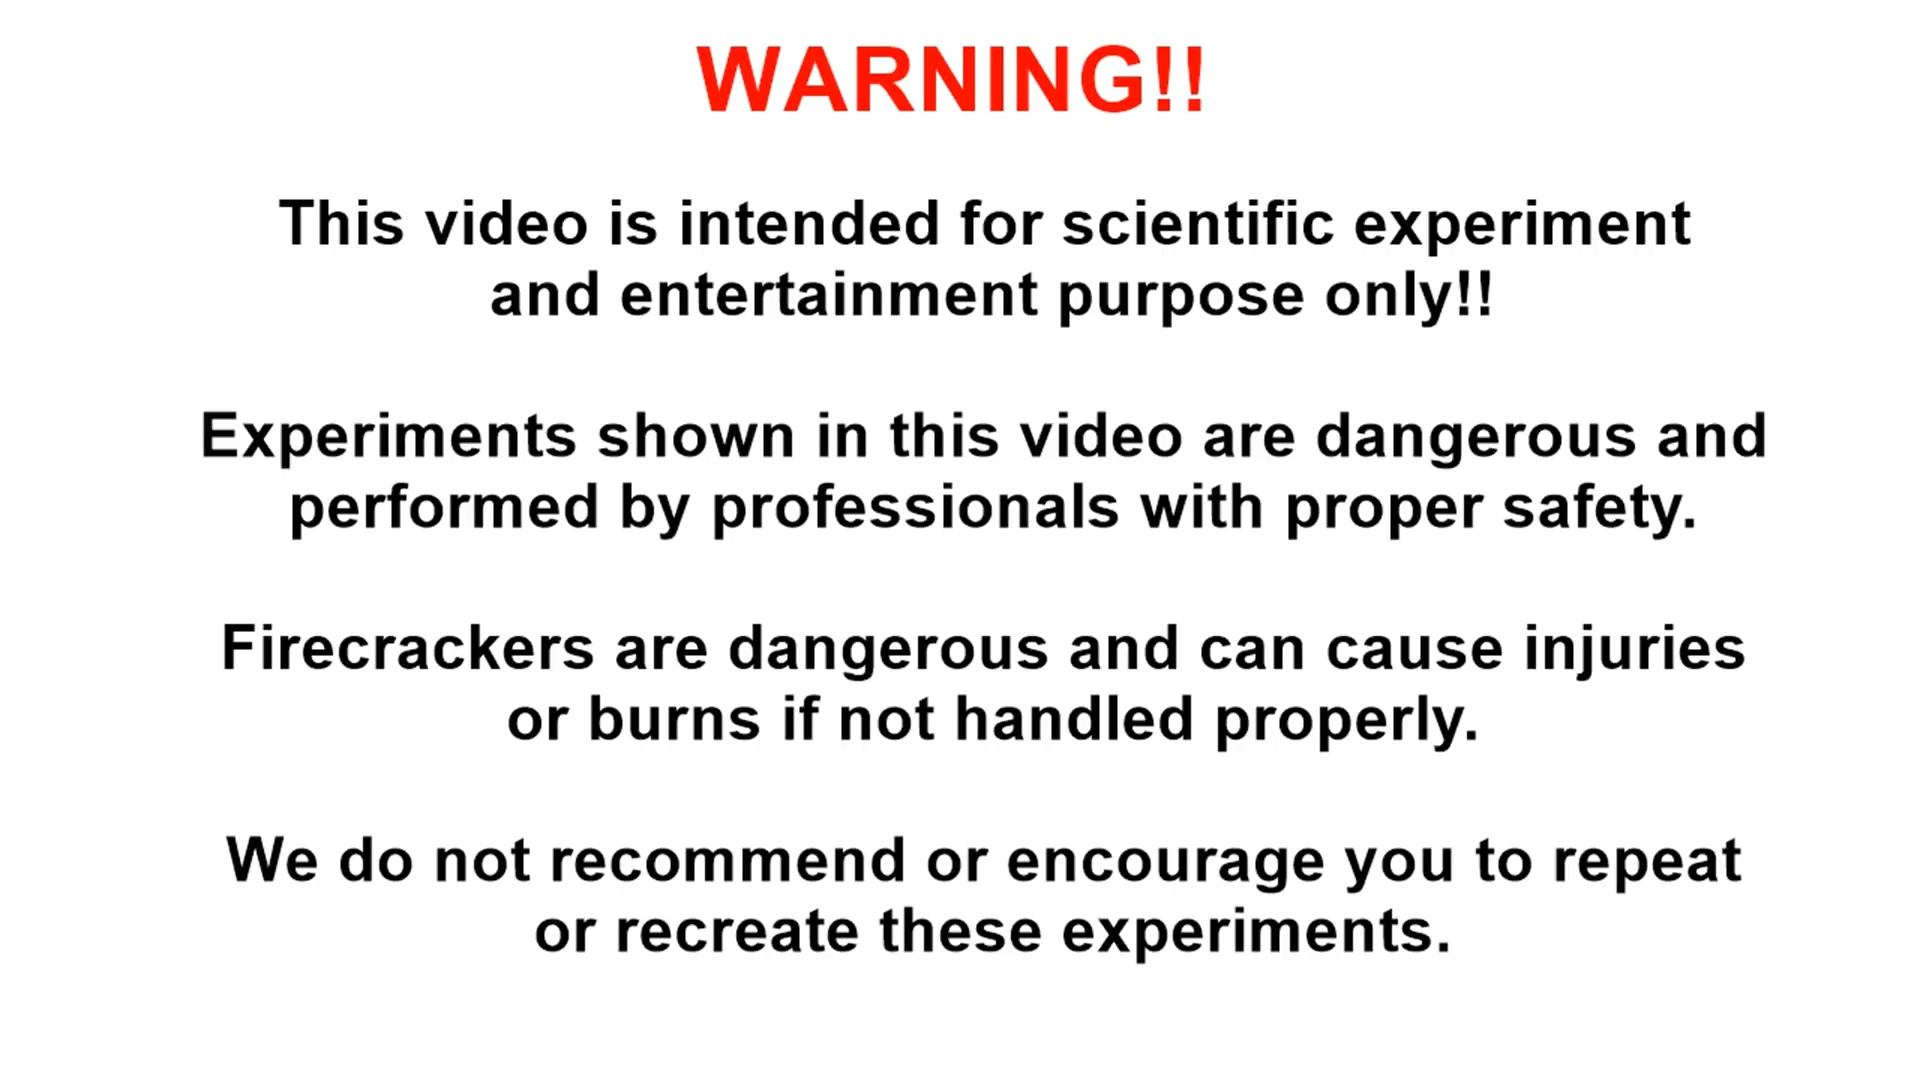 WARNING!!
This video is intended for scientific experiment
and entertainment purpose only!!
Experiments shown in this video are dangerous and
performed by professionals with proper safety.
Firecrackers are dangerous and can cause injuries
or burns if not handled properly.
We do not recommend or encourage you to repeat
or recreate these experiments.